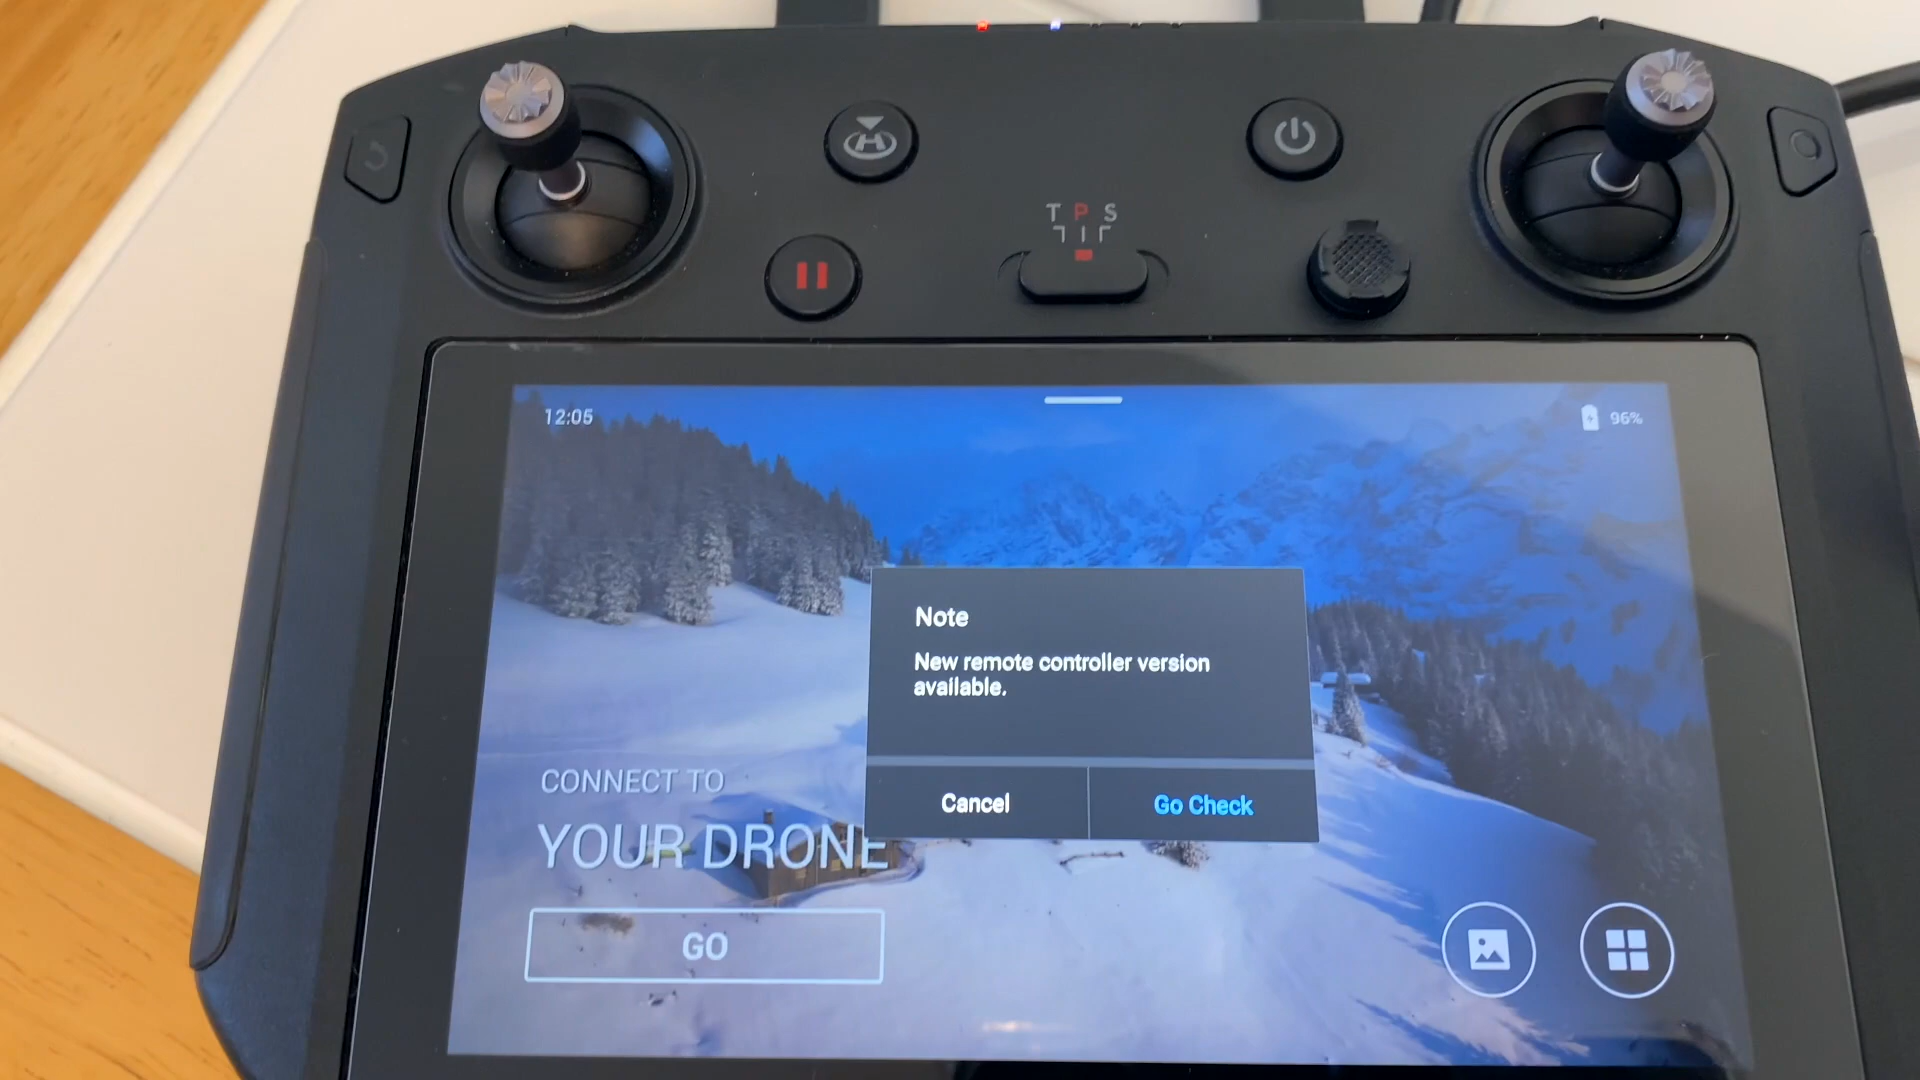 T P S
12:05
96%
Note
New remote controller version
available.
Cancel
Go Check
CONNECT TO
YOUR DRONE
GO